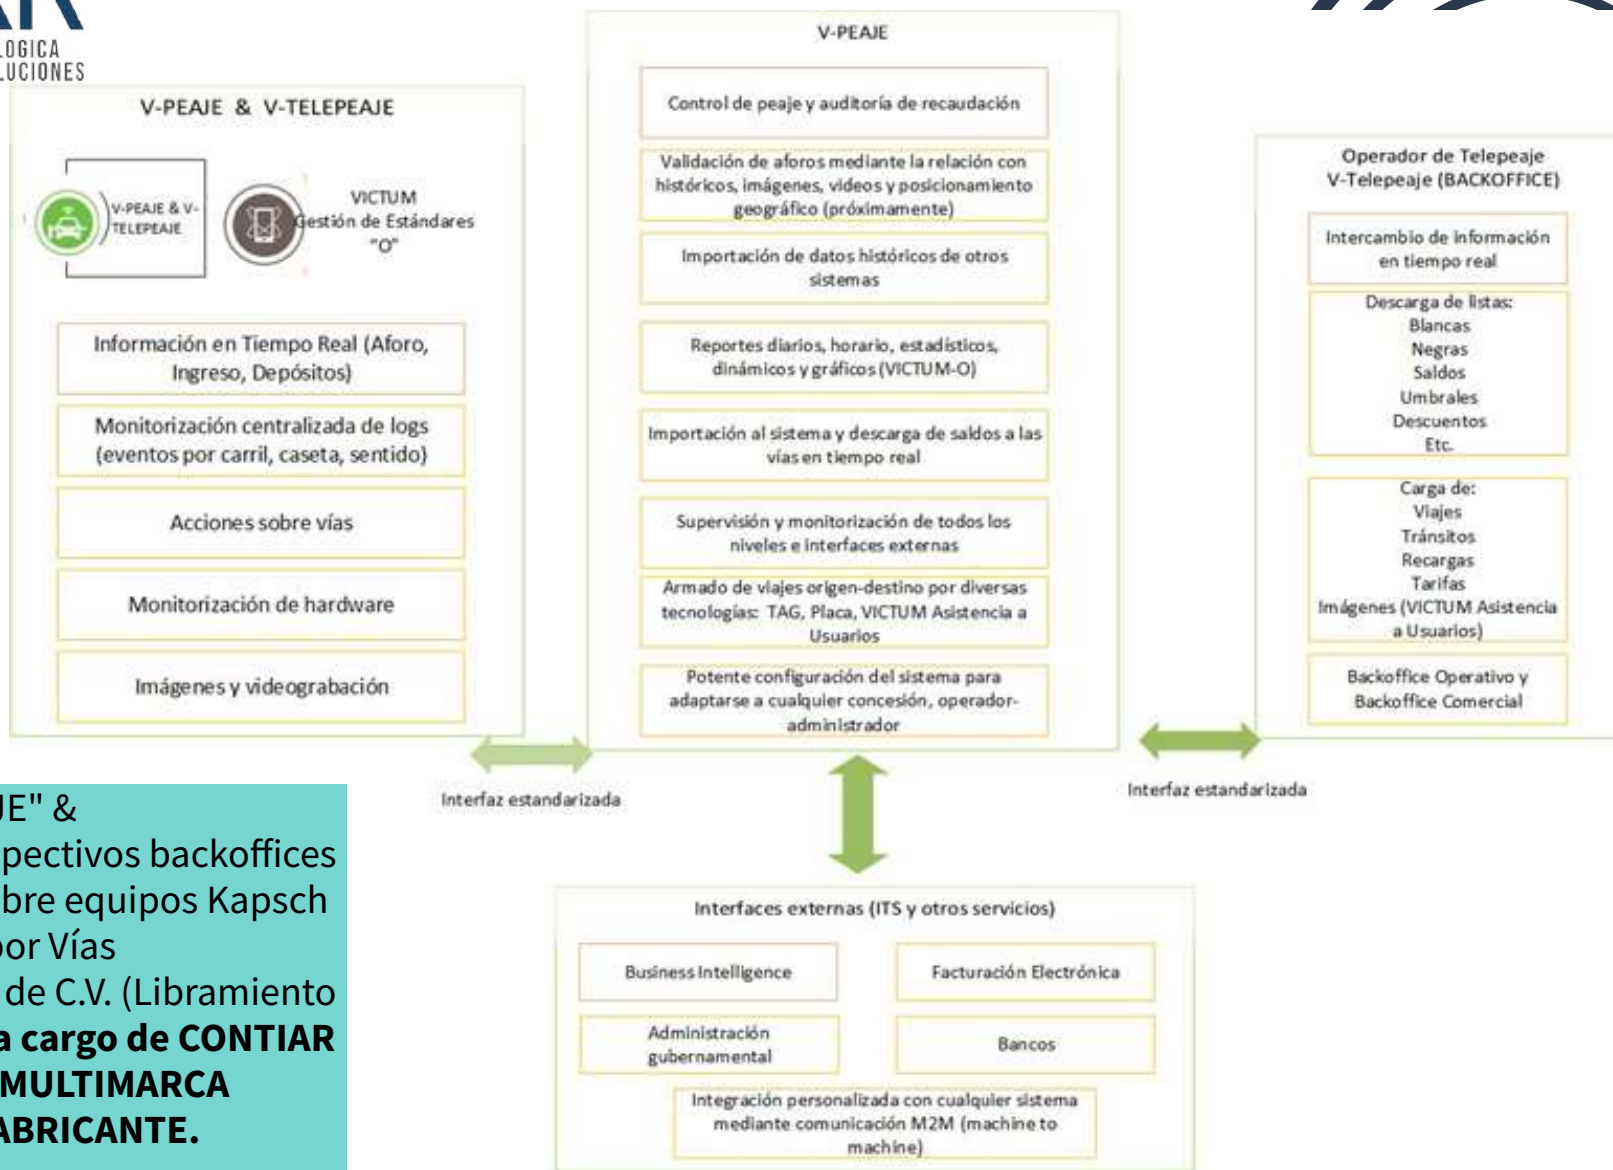 LOGICA
LUCIONES
V-PEAJE & V-TELEPEAJE
V-PEAJE & V-
TELEPEAJE
VICTUM
Gestión de Estándares
"O"
Información en Tiempo Real (Aforo,
Ingreso, Depósitos)
Monitorización centralizada de logs
(eventos por carril, caseta, sentido)
Acciones sobre vías
Monitorización de hardware
Imágenes y videograbación
V-PEAJE
Control de peaje y auditoría de recaudación
Validación de aforos mediante la relación con
históricos, imágenes, videos y posicionamiento
geográfico (próximamente)
Importación de datos históricos de otros
sistemas
Reportes diarios, horario, estadísticos,
dinámicos y gráficos (VICTUM-O)
Importación al sistema y descarga de saldos a las
vías en tiempo real
Supervisión y monitorización de todos los
niveles e interfaces externas
Armado de viajes origen-destino por diversas
tecnologías: TAG, Placa, VICTUM Asistencia a
Usuarios
Potente configuración del sistema para
adaptarse a cualquier concesión, operador-
administrador
Operador de Telepeaje
V-Telepeaje (BACKOFFICE)
Intercambio de información
en tiempo real
Descarga de listas:
Blancas
Negras
Saldos
Umbrales
Descuentos
Etc.
Carga de:
Viajes
Tránsitos
Recargas
Tarifas
Imágenes (VICTUM Asistencia
a Usuarios)
Backoffice Operativo y
Backoffice Comercial
Interfaz estandarizada
Interfaz estandarizada
JE" &
pectivos backoffices
bre equipos Kapsch
por Vías
de C.V. (Libramiento
a cargo de CONTIAR
MULTIMARCA
ABRICANTE.
Interfaces externas (ITS y otros servicios)
Business Intelligence
Facturación Electrónica
Administración
gubernamental
Bancos
Integración personalizada con cualquier sistema
mediante comunicación M2M (machine to
machine)